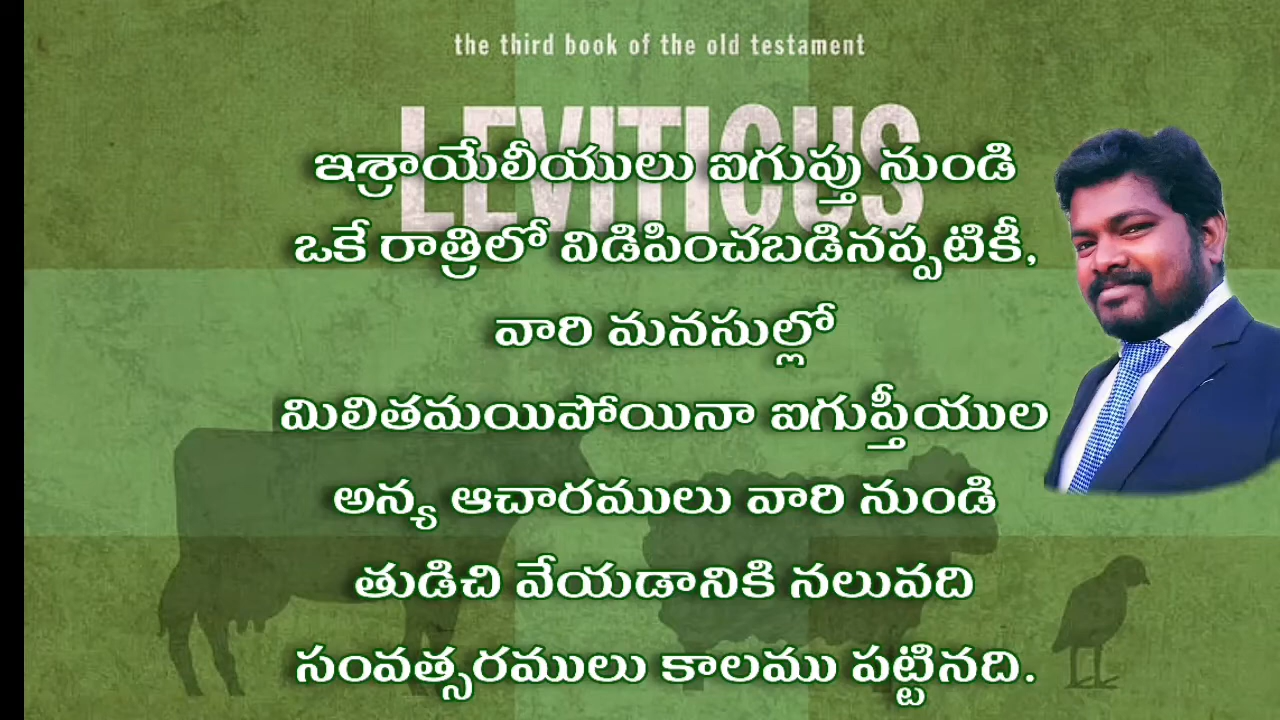 the third book of the old testament
LEVITICUS
ఇశ్రాయేలీయులు ఐగుప్తు నుండి
ఒకే రాత్రిలో విడిపించబడినప్పటికీ,
వారి మనసుల్లో
మిలితమయిపోయినా ఐగుప్తీయుల
అన్య ఆచారములు వారి నుండి
తుడిచి వేయడానికి నలువది
సంవత్సరములు కాలము పట్టినది.